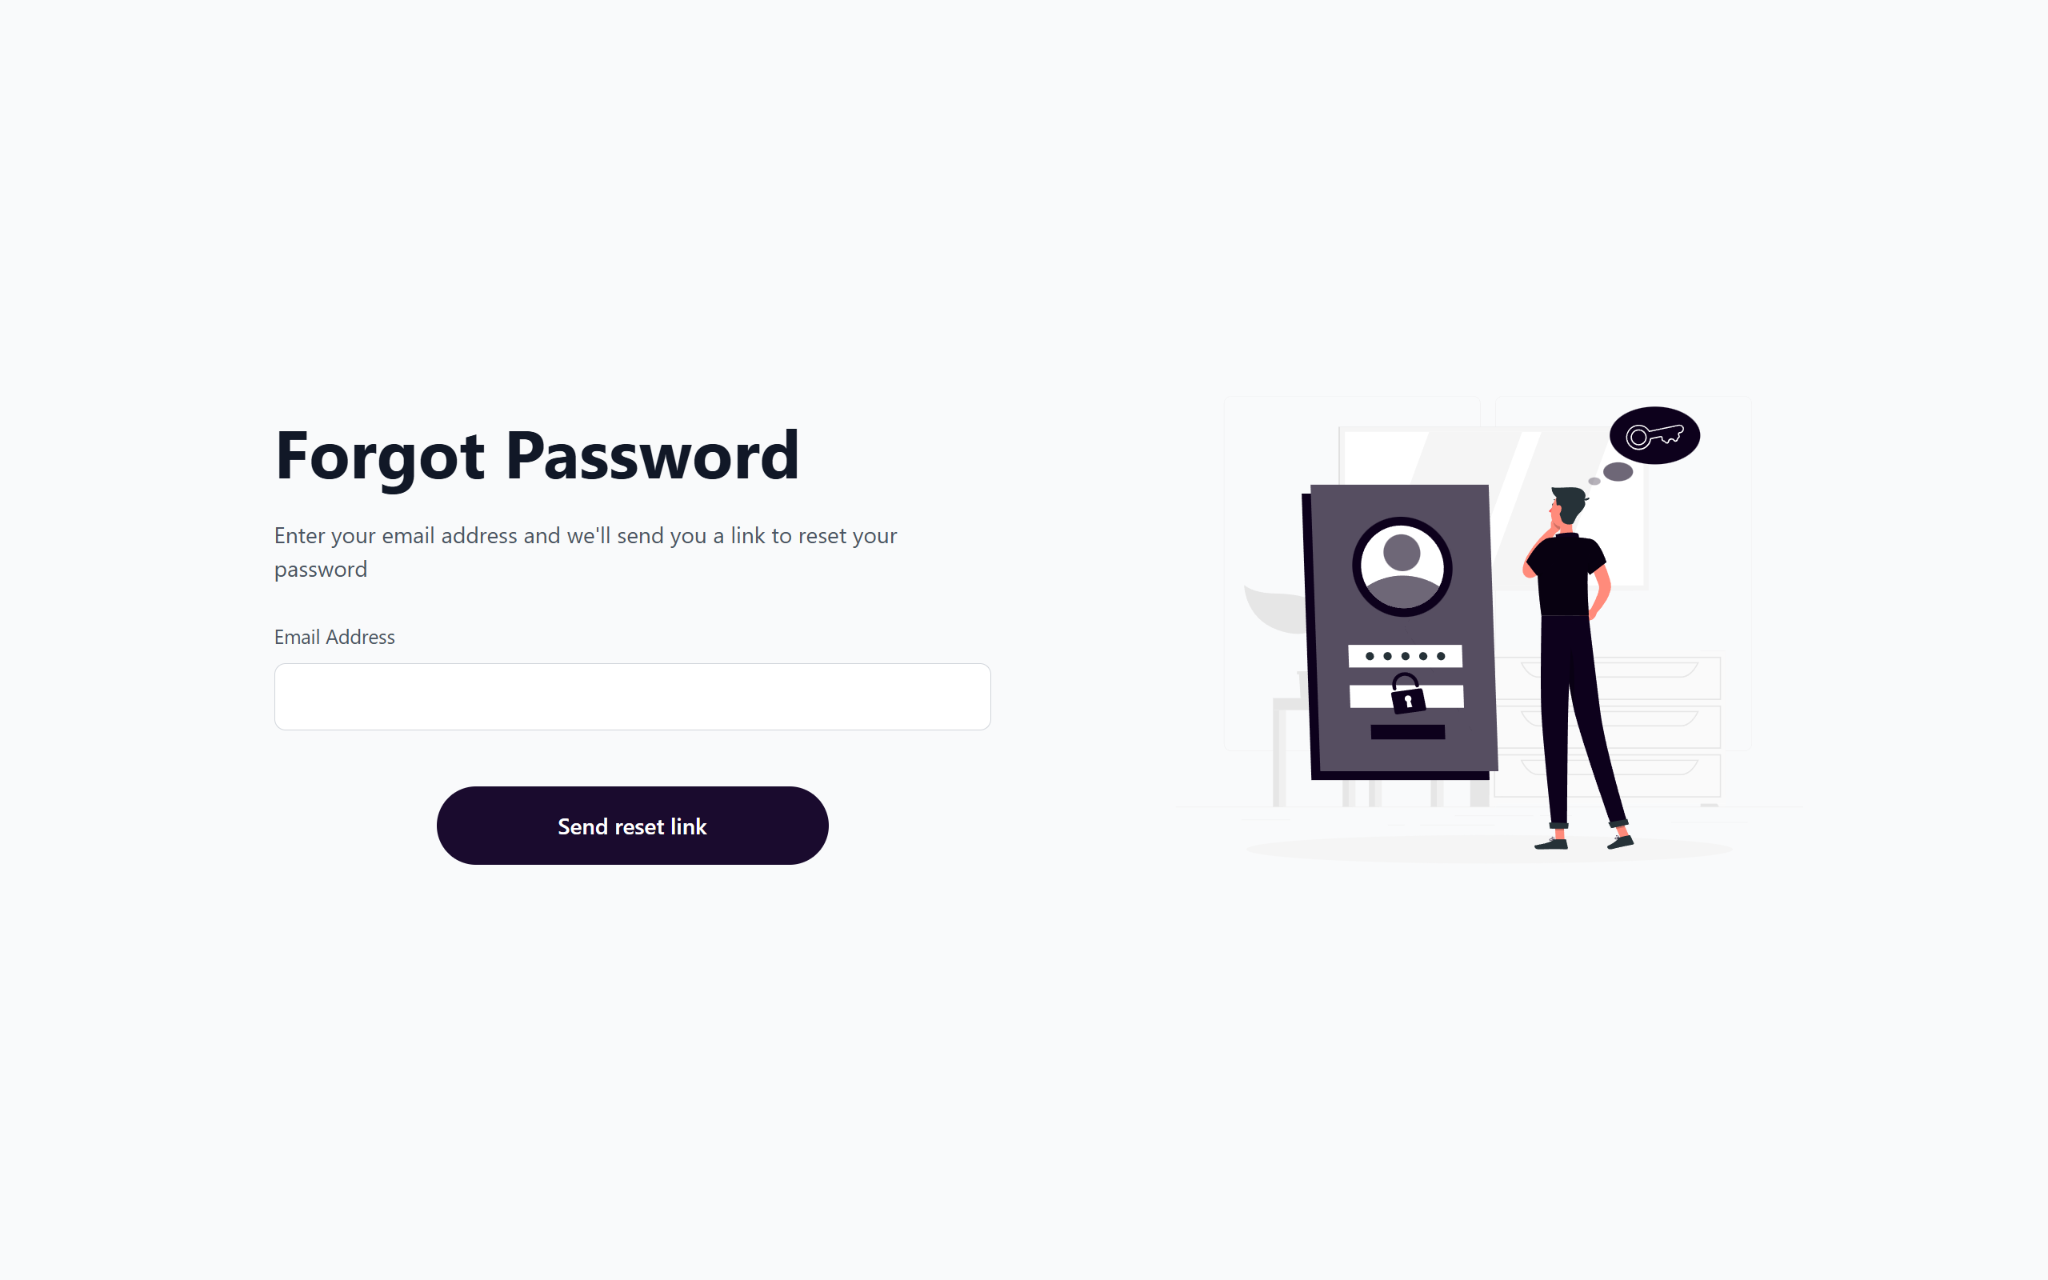 Forgot Password
Enter your email address and we'll send you a link to reset your
password
Email Address
Send reset link